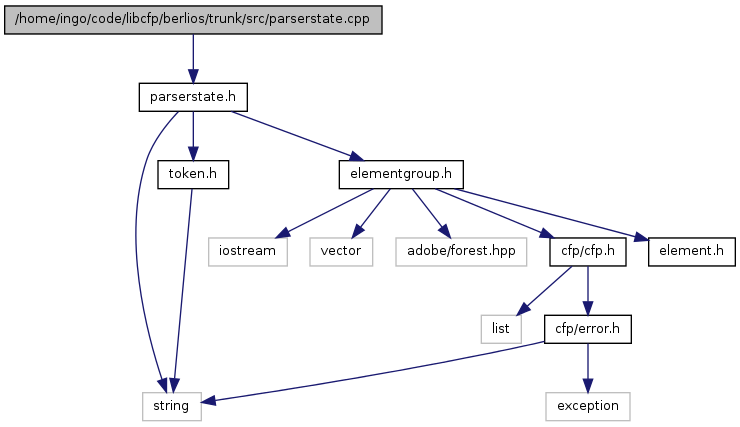 /home/ingo/code/libcfp/berlios/trunk/src/parserstate.cpp
parserstate.h
token.h
elementgroup.h
iostream
vector
adobe/forest.hpp
cfp/cfp.h
element.h
list
cfp/error.h
string
exception